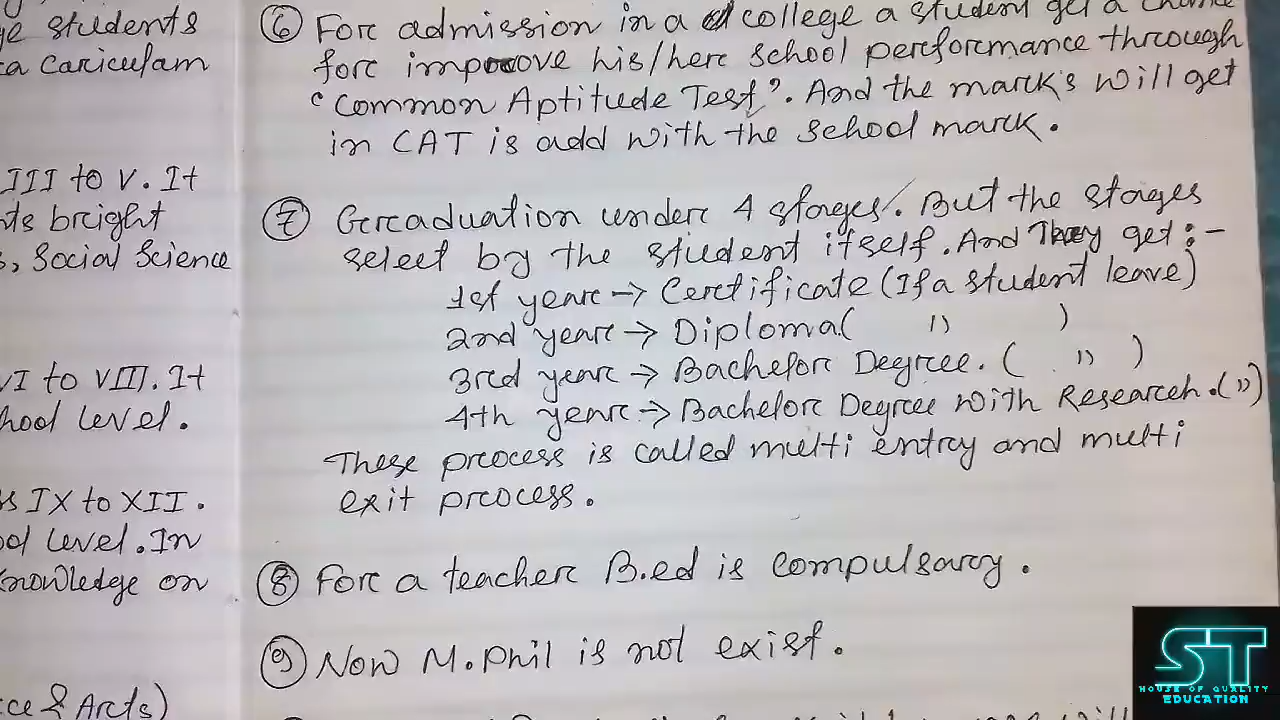 ge students
ca cariculam
III to V. It
nts bright
s, Social Science
VI to VIII. It
hool level.
ss IX to XII.
ool level. In
knowledge on
ce & Arts)
⑥ For admission in a college a student get a chance
for improve his/her school performance through
"Common Aptitude Test". And the mark's will get
in CAT is add with the school mark.
⑦ Graduation under 4 stages. But the stages
select by the student itself. And They get :-
1st year → Certificate (If a student leave)
2nd year → Diploma. ( " )
3rd year → Bachelor Degree. ( " )
4th year → Bachelor Degree with Research. (")
These process is called multi entry and multi
exit process.
⑧ For a teacher B.ed is compulsary.
⑨ Now M.Phil is not exist.
ST
HOUSE OF QUALITY
EDUCATION